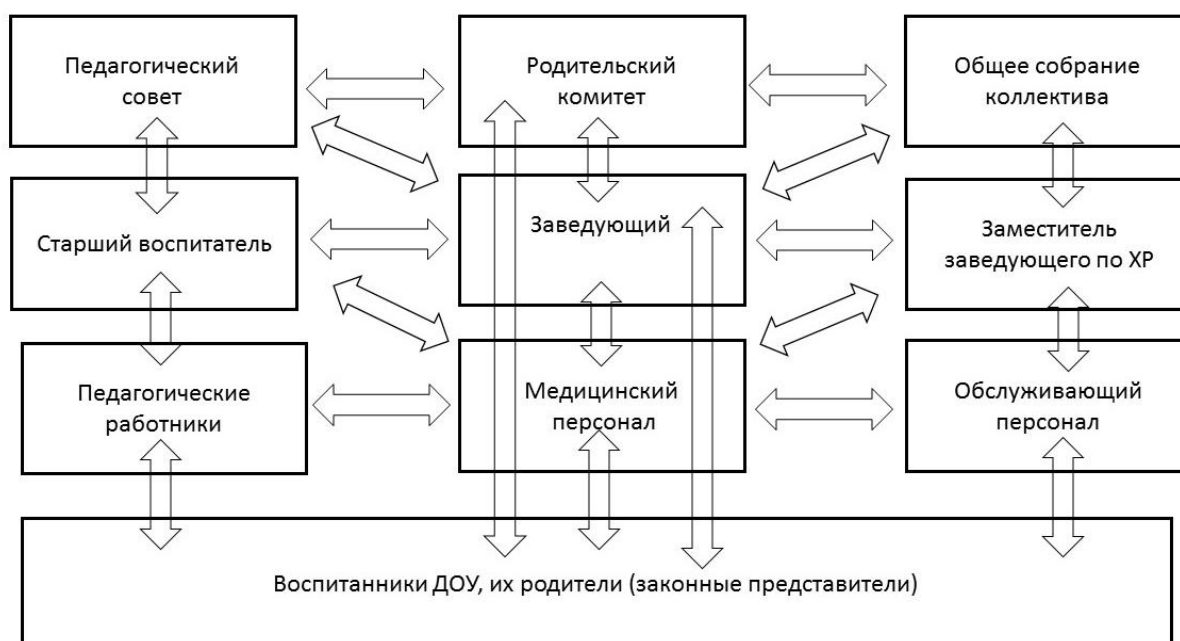 Педагогический
совет
Родительский
комитет
Общее собрание
коллектива
Старший воспитатель
Заведующий
Заместитель
заведующего по ХР
Педагогические
работники
Медицинский
персонал
Обслуживающий
персонал
Воспитанники ДОУ, их родители (законные представители)